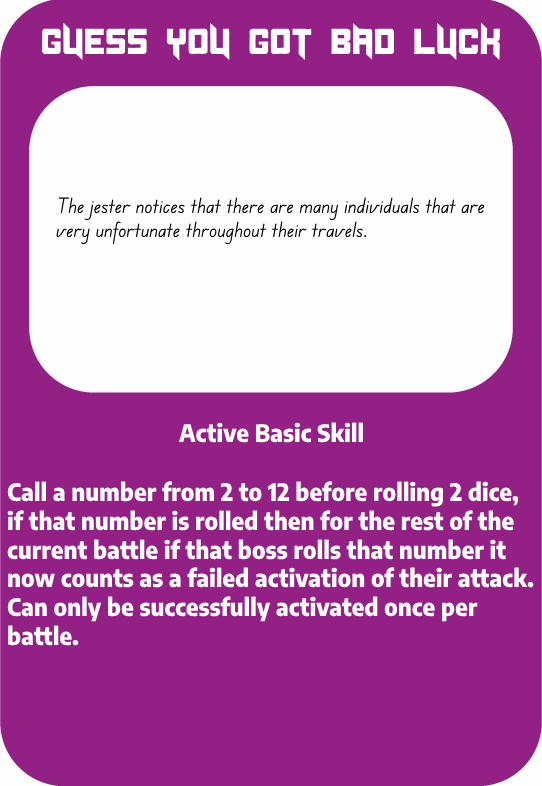 GUESS YOU GOT BAD LUCK
The jester notices that there are many individuals that are
very unfortunate throughout their travels.
Active Basic Skill
Call a number from 2 to 12 before rolling 2 dice,
if that number is rolled then for the rest of the
current battle if that boss rolls that number it
now counts as a failed activation of their attack.
Can only be successfully activated once per
battle.